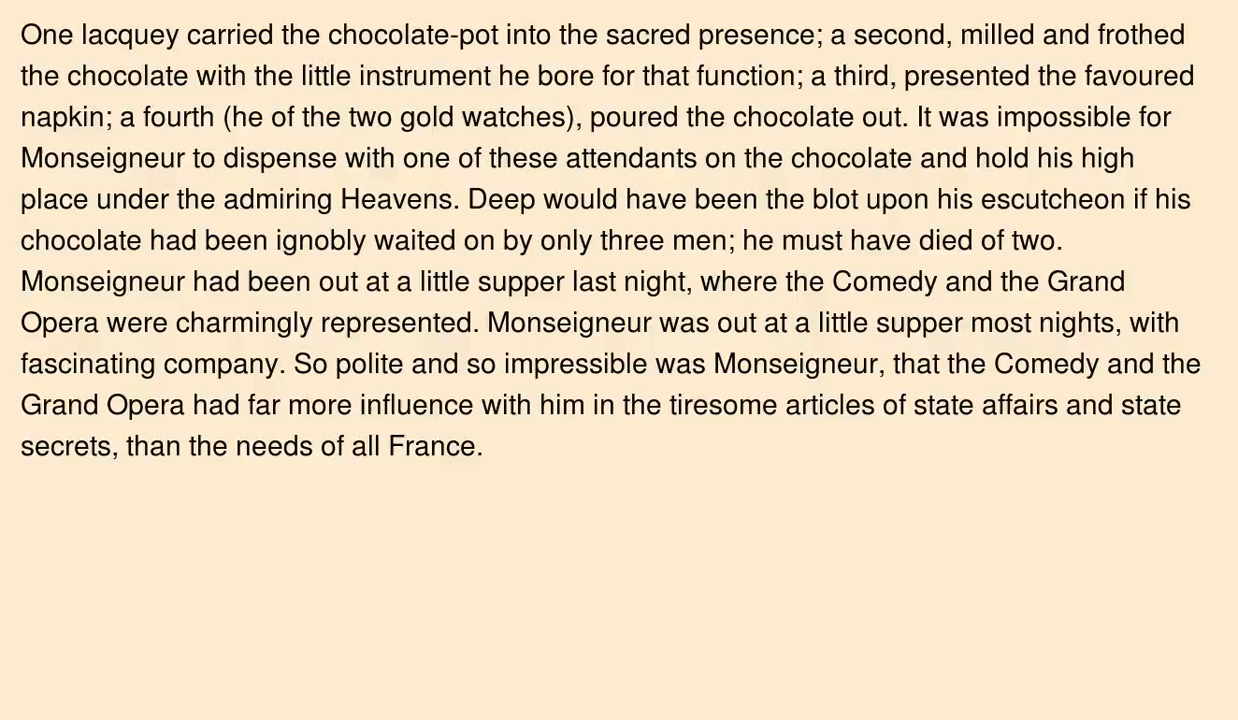 One lacquey carried the chocolate-pot into the sacred presence; a second, milled and frothed
the chocolate with the little instrument he bore for that function; a third, presented the favoured
napkin; a fourth (he of the two gold watches), poured the chocolate out. It was impossible for
Monseigneur to dispense with one of these attendants on the chocolate and hold his high
place under the admiring Heavens. Deep would have been the blot upon his escutcheon if his
chocolate had been ignobly waited on by only three men; he must have died of two.
Monseigneur had been out at a little supper last night, where the Comedy and the Grand
Opera were charmingly represented. Monseigneur was out at a little supper most nights, with
fascinating company. So polite and so impressible was Monseigneur, that the Comedy and the
Grand Opera had far more influence with him in the tiresome articles of state affairs and state
secrets, than the needs of all France.